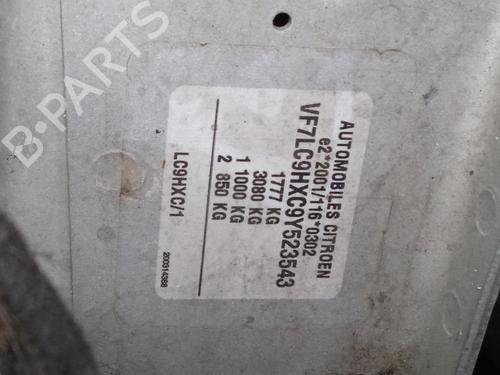 AUTOMOBILES CITROEN
e2*2001/116*0302
VF7LC9HXC9Y523543
1777 KG
3080 KG
1 1000 KG
2 850 KG
LC9HXC/1
200314368
B-PARTS